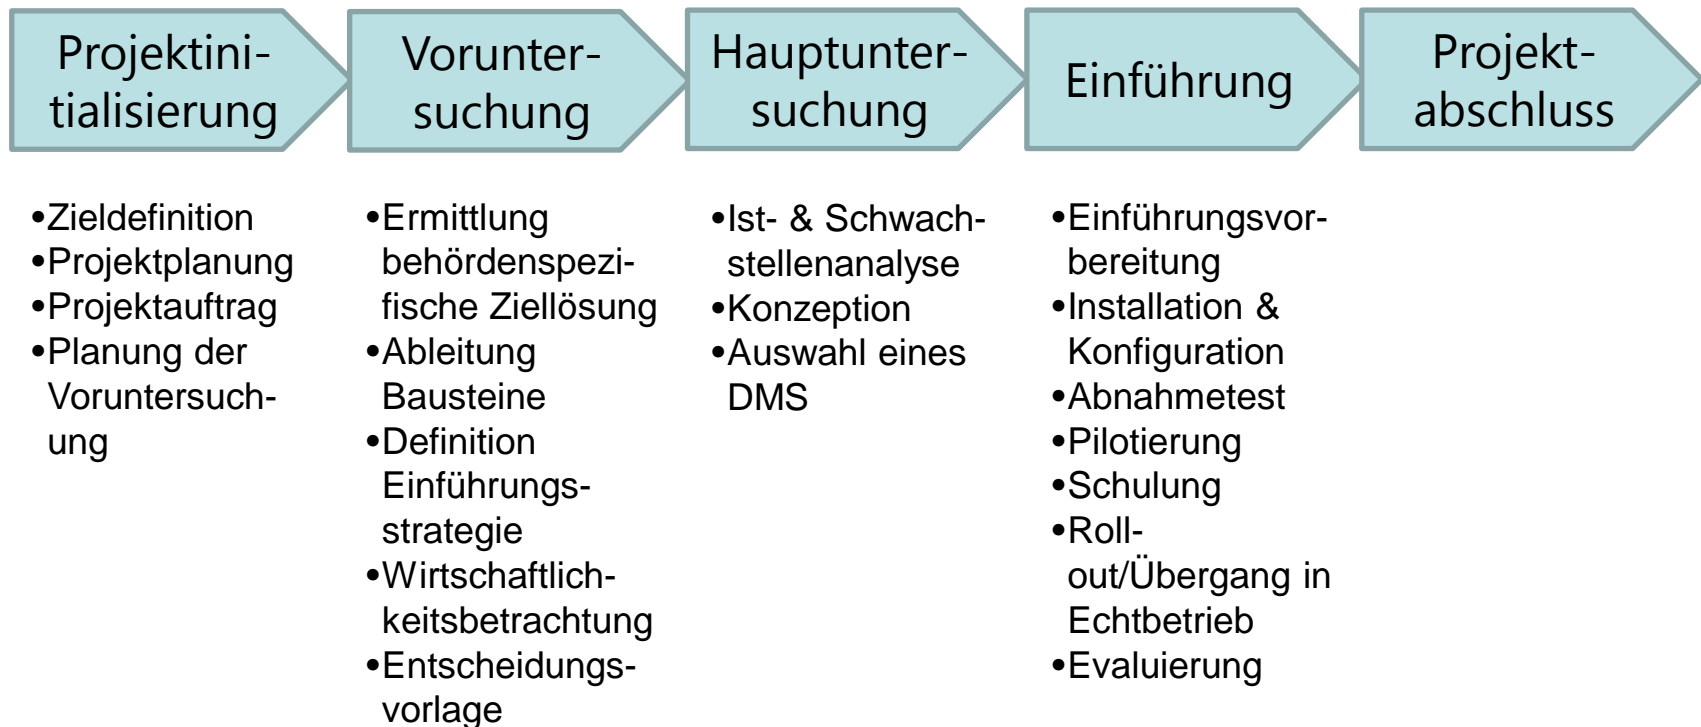 Projektini-
tialisierung
Vorunter-
suchung
Hauptunter-
suchung
Einführung
Projekt-
abschluss
•Zieldefinition
•Projektplanung
•Projektauftrag
•Planung der
Voruntersuch-
ung
•Ermittlung
behördenspezi-
fische Ziellösung
•Ableitung
Bausteine
•Definition
Einführungs-
strategie
•Wirtschaftlich-
keitsbetrachtung
•Entscheidungs-
vorlage
•Ist- & Schwach-
stellenanalyse
•Konzeption
•Auswahl eines
DMS
•Einführungsvor-
bereitung
•Installation &
Konfiguration
•Abnahmetest
•Pilotierung
•Schulung
•Roll-
out/Übergang in
Echtbetrieb
•Evaluierung